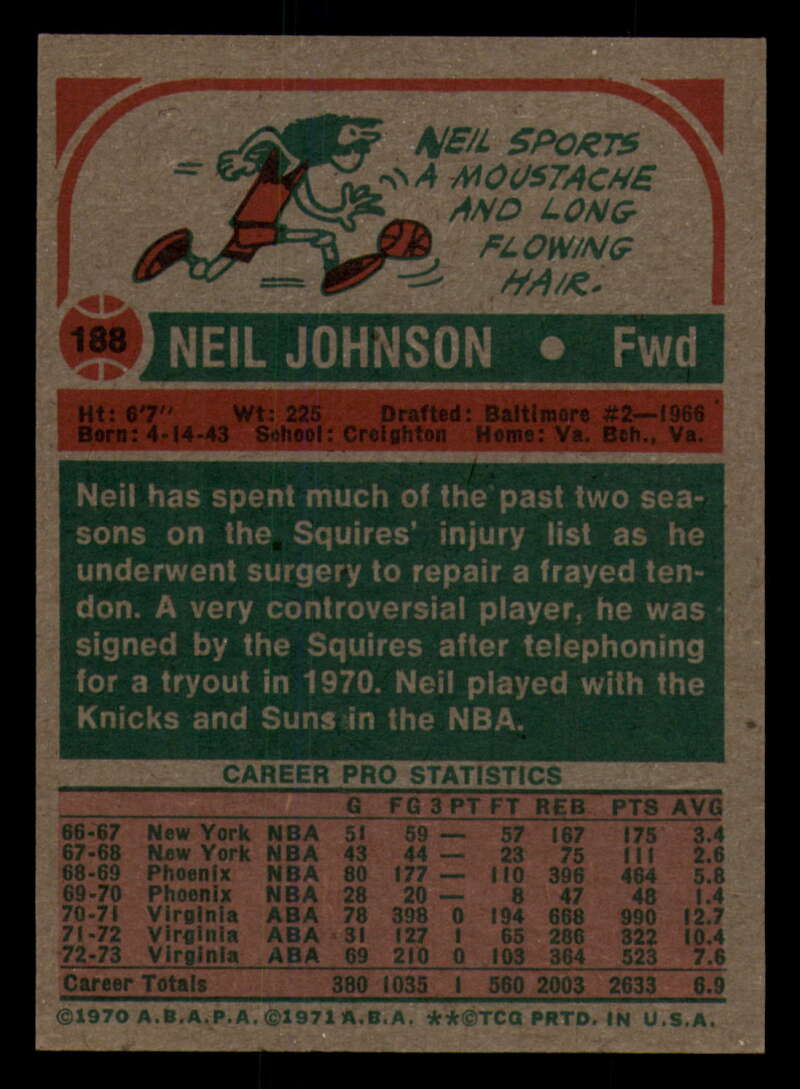 NEIL SPORTS
A MOUSTACHE
AND LONG
FLOWING
HAIR.
188 NEIL JOHNSON • Fwd
Ht: 6'7" Wt: 225 Drafted: Baltimore #2—1966
Born: 4-14-43 School: Creighton Home: Va. Bch., Va.
Neil has spent much of the past two sea-
sons on the Squires' injury list as he
underwent surgery to repair a frayed ten-
don. A very controversial player, he was
signed by the Squires after telephoning
for a tryout in 1970. Neil played with the
Knicks and Suns in the NBA.
CAREER PRO STATISTICS
G FG 3 PT FT REB PTS AVG
66-67 New York NBA 51 59 — 57 167 175 3.4
67-68 New York NBA 43 44 — 23 75 111 2.6
68-69 Phoenix NBA 80 177 — 110 396 464 5.8
69-70 Phoenix NBA 28 20 — 8 47 48 1.4
70-71 Virginia ABA 78 398 0 194 668 990 12.7
71-72 Virginia ABA 31 127 1 65 286 322 10.4
72-73 Virginia ABA 69 210 0 103 364 523 7.6
Career Totals 380 1035 1 560 2003 2633 6.9
©1970 A.B.A.P.A. ©1971 A.B.A. **©TCG PRTD. IN U.S.A.